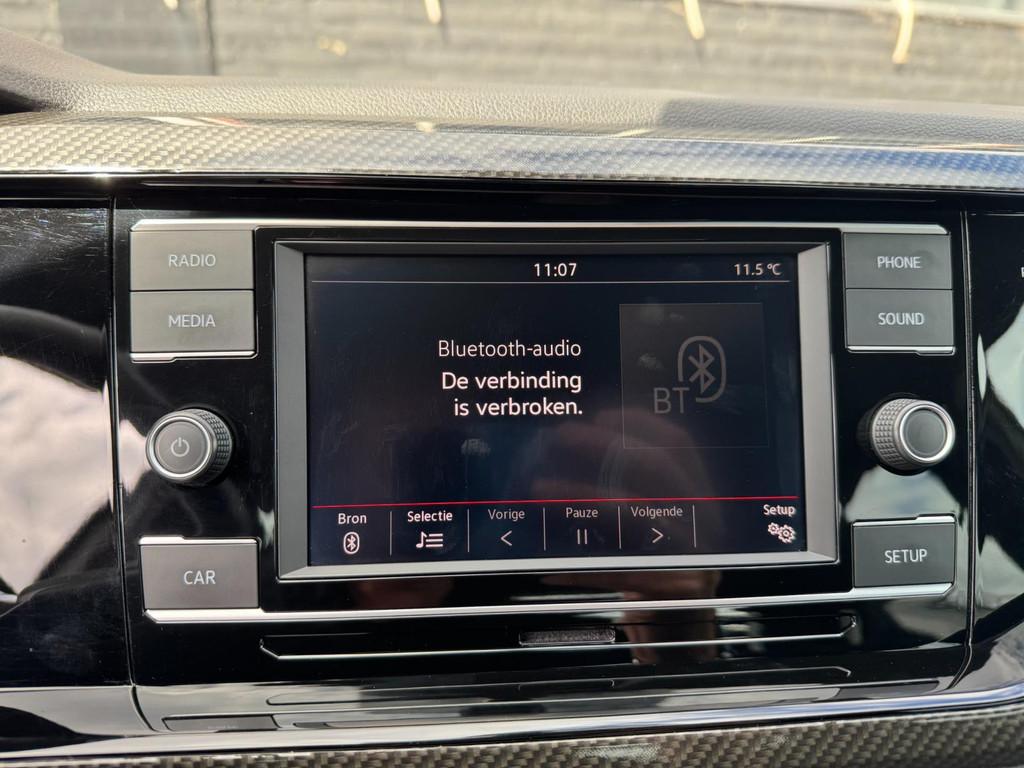 RADIO
MEDIA
CAR
11:07
11.5 °C
Bluetooth-audio
De verbinding
is verbroken.
BT
Bron
Selectie
Vorige
Pauze
Volgende
Setup
PHONE
SOUND
SETUP